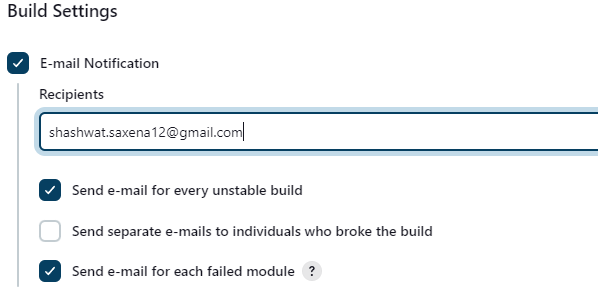 Build Settings
E-mail Notification
Recipients
shashwat.saxena12@gmail.com
Send e-mail for every unstable build
Send separate e-mails to individuals who broke the build
Send e-mail for each failed module ?